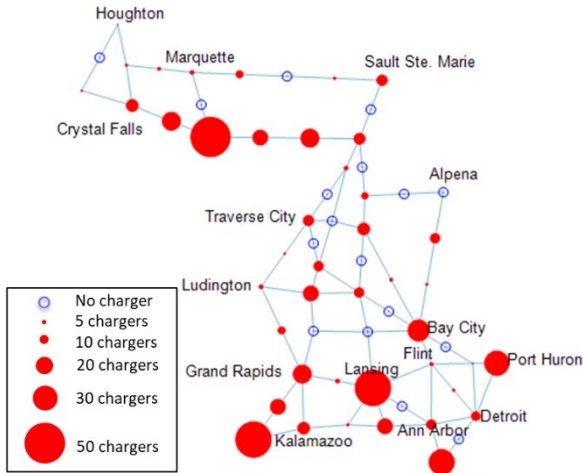 Houghton
Marquette
Sault Ste. Marie
Crystal Falls
Alpena
Traverse City
Ludington
No charger
5 chargers
10 chargers
20 chargers
30 chargers
50 chargers
Bay City
Flint
Port Huron
Grand Rapids
Lansing
Detroit
Ann Arbor
Kalamazoo